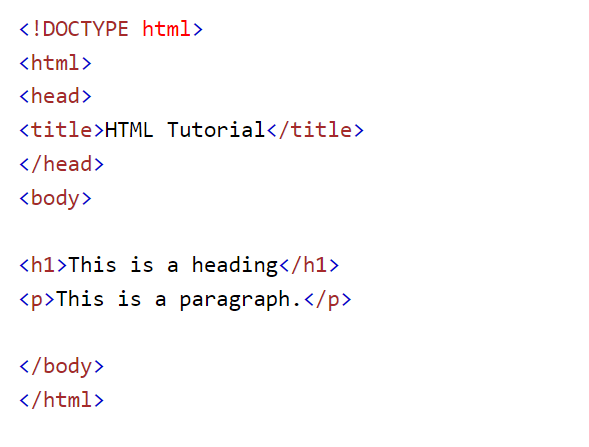 <!DOCTYPE html>
<html>
<head>
<title>HTML Tutorial</title>
</head>
<body>
<h1>This is a heading</h1>
<p>This is a paragraph.</p>
</body>
</html>